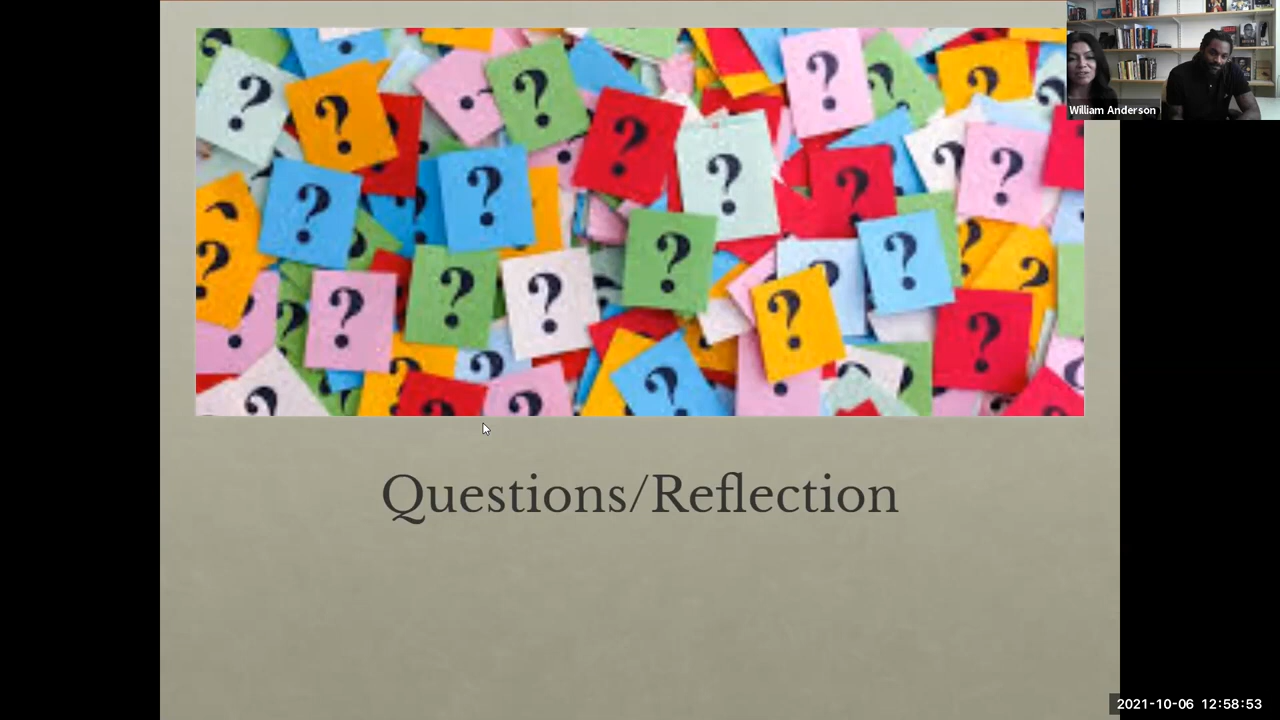 William Anderson
? ? ? ? ? ? ? ? ? ? ? ? ? ? ? ? ? ? ? ?
Questions/Reflection
2021-10-06 12:58:53